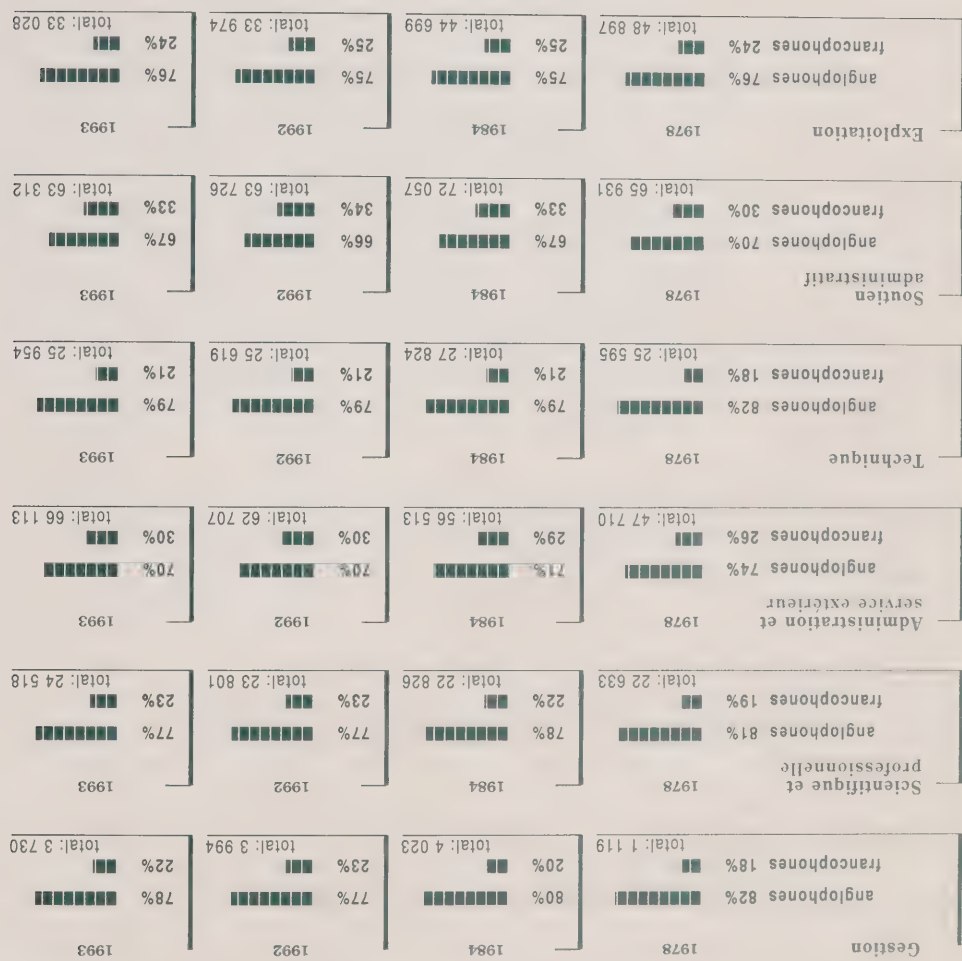 Gestion 1978 1984 1992 1993
anglophones 82% 80% 77% 78%
francophones 18% 20% 23% 22%
total: 1 119 total: 4 023 total: 3 994 total: 3 730
Scientifique et
professionnelle
1978 1984 1992 1993
anglophones 81% 78% 77% 77%
francophones 19% 22% 23% 23%
total: 22 633 total: 22 826 total: 23 801 total: 24 518
Administration et
service extérieur
1978 1984 1992 1993
anglophones 74% 71% 70% 70%
francophones 26% 29% 30% 30%
total: 47 710 total: 56 513 total: 62 707 total: 66 113
Technique 1978 1984 1992 1993
anglophones 82% 79% 79% 79%
francophones 18% 21% 21% 21%
total: 25 595 total: 27 824 total: 25 619 total: 25 954
Soutien
administratif
1978 1984 1992 1993
anglophones 70% 67% 66% 67%
francophones 30% 33% 34% 33%
total: 65 931 total: 72 057 total: 63 726 total: 63 312
Exploitation 1978 1984 1992 1993
anglophones 76% 75% 75% 76%
francophones 24% 25% 25% 24%
total: 48 897 total: 44 699 total: 33 974 total: 33 028